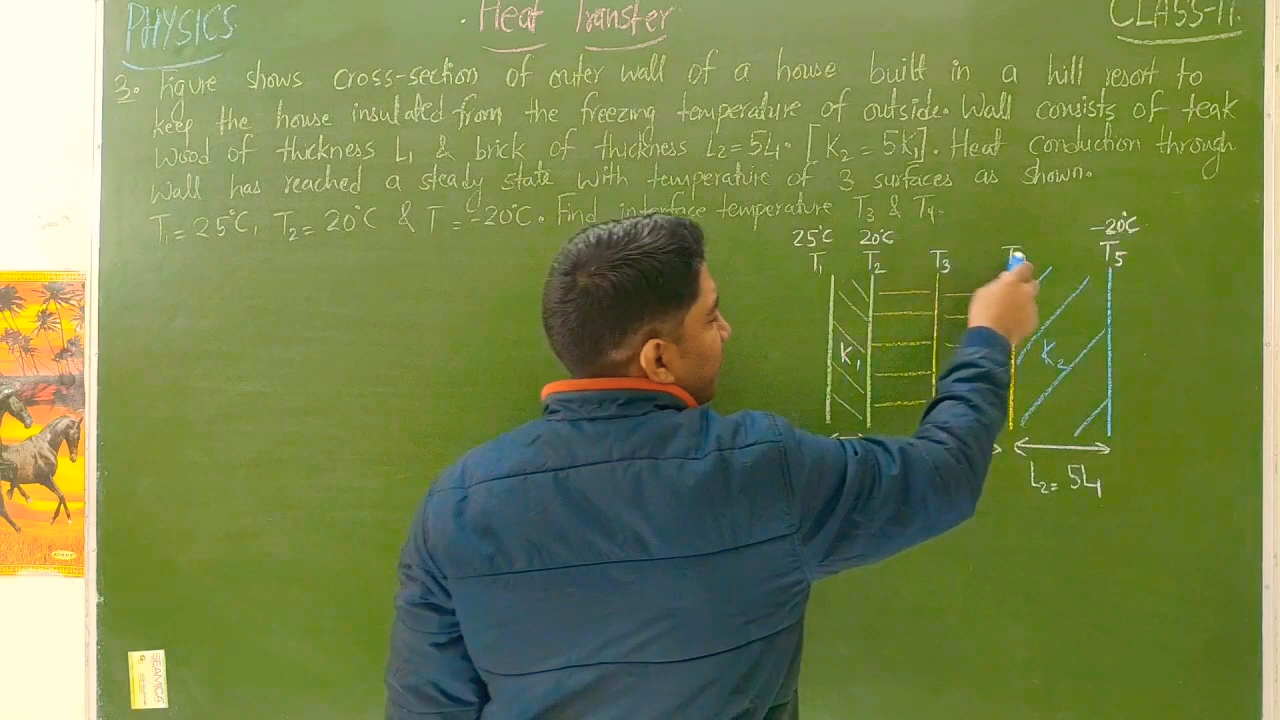 PHYSICS
Heat Transfer
CLASS-11.
3. Figure shows cross-section of outer wall of a house built in a hill resort to
keep the house insulated from the freezing temperature of outside. Wall consists of teak
wood of thickness L₁ & brick of thickness L₂=5L₁. [K₂ = 5K₁]. Heat conduction through
wall has reached a steady state with temperature of 3 surfaces as shown.
T₁=25°C, T₂=20°C & T=-20°C. Find interface temperature T₃ & T₄.
25°C 20°C -20°C
T₁ T₂ T₃ T₅
K₁ K₂
L₂= 5L₁
SEAMICA